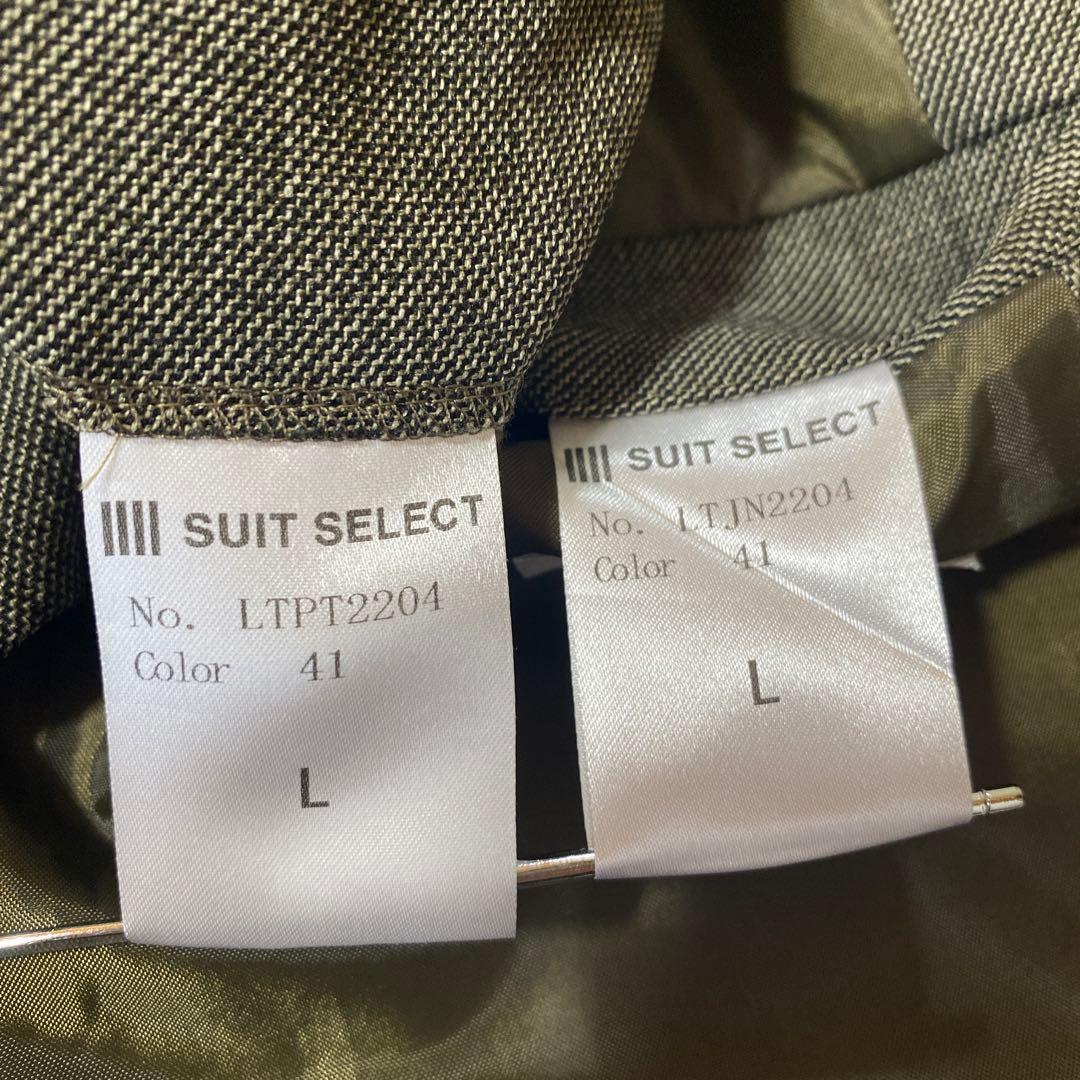 SUIT SELECT
No. LTPT2204
Color 41
L
SUIT SELECT
No. LTJN2204
Color 41
L